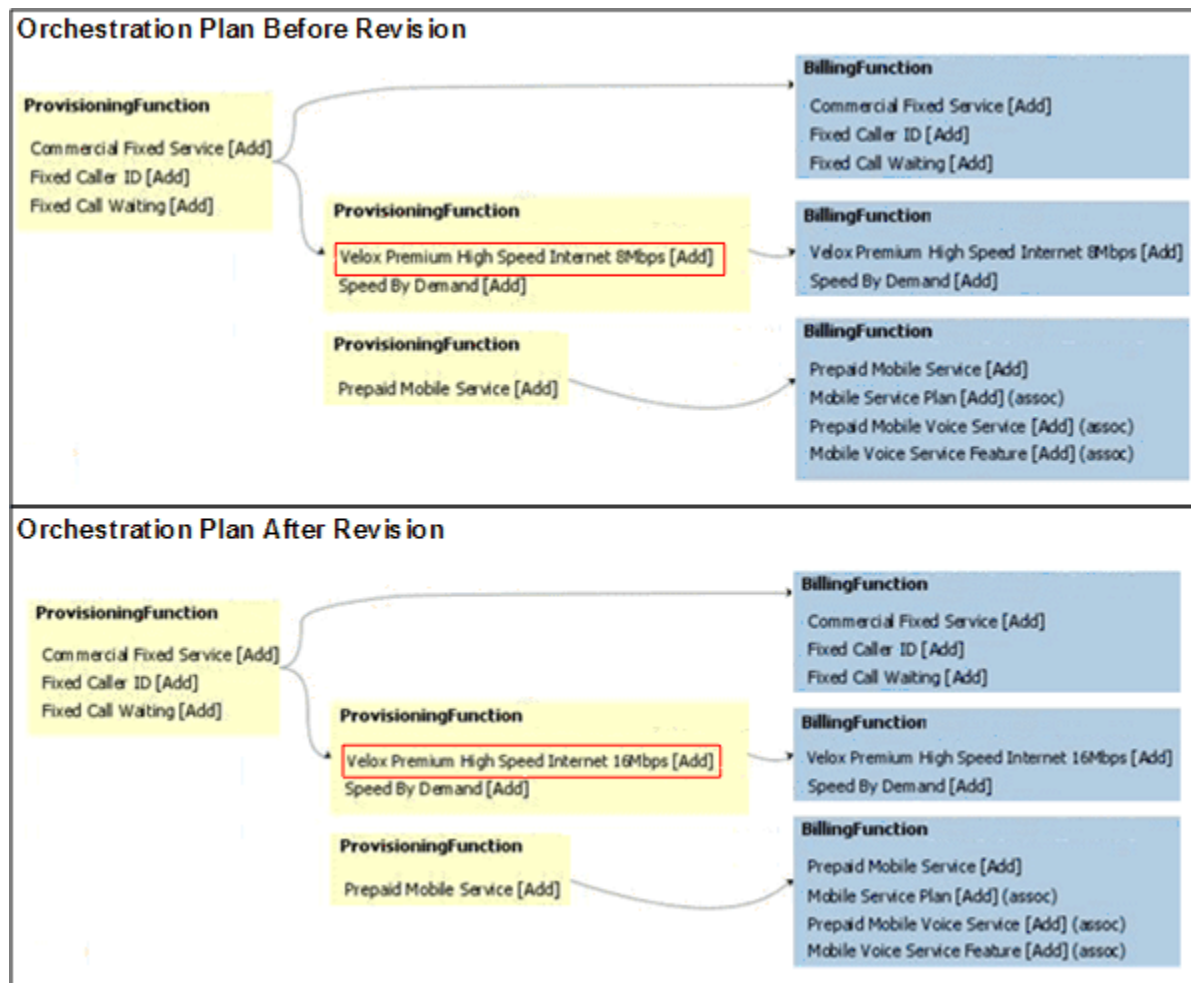 Orchestration Plan Before Revision
ProvisioningFunction
Commercial Fixed Service [Add]
Fixed Caller ID [Add]
Fixed Call Waiting [Add]
BillingFunction
Commercial Fixed Service [Add]
Fixed Caller ID [Add]
Fixed Call Waiting [Add]
ProvisioningFunction
Velox Premium High Speed Internet 8Mbps [Add]
Speed By Demand [Add]
BillingFunction
Velox Premium High Speed Internet 8Mbps [Add]
Speed By Demand [Add]
ProvisioningFunction
Prepaid Mobile Service [Add]
BillingFunction
Prepaid Mobile Service [Add]
Mobile Service Plan [Add] (assoc)
Prepaid Mobile Voice Service [Add] (assoc)
Mobile Voice Service Feature [Add] (assoc)
Orchestration Plan After Revision
ProvisioningFunction
Commercial Fixed Service [Add]
Fixed Caller ID [Add]
Fixed Call Waiting [Add]
BillingFunction
Commercial Fixed Service [Add]
Fixed Caller ID [Add]
Fixed Call Waiting [Add]
ProvisioningFunction
Velox Premium High Speed Internet 16Mbps [Add]
Speed By Demand [Add]
BillingFunction
Velox Premium High Speed Internet 16Mbps [Add]
Speed By Demand [Add]
ProvisioningFunction
Prepaid Mobile Service [Add]
BillingFunction
Prepaid Mobile Service [Add]
Mobile Service Plan [Add] (assoc)
Prepaid Mobile Voice Service [Add] (assoc)
Mobile Voice Service Feature [Add] (assoc)